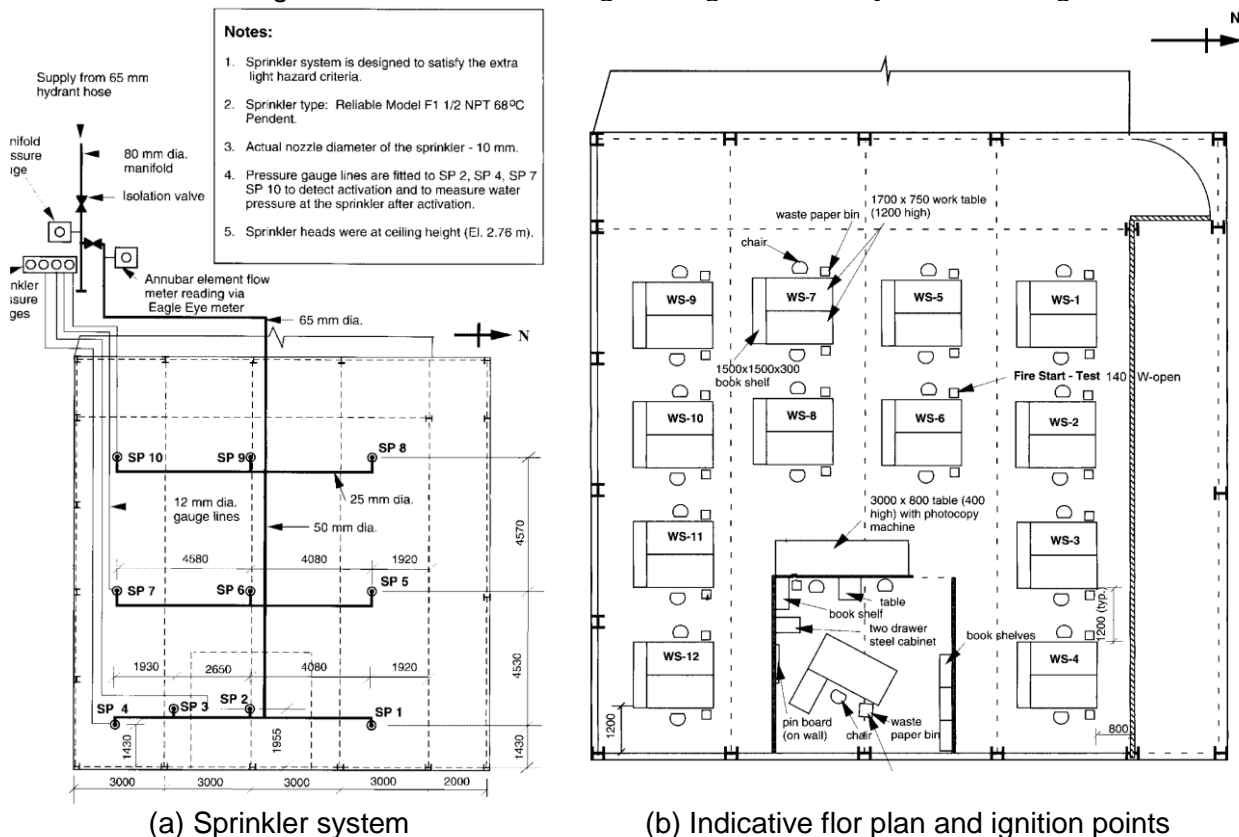 Notes:
1. Sprinkler system is designed to satisfy the extra
light hazard criteria.
2. Sprinkler type: Reliable Model F1 1/2 NPT 68ºC
Pendent.
3. Actual nozzle diameter of the sprinkler - 10 mm.
4. Pressure gauge lines are fitted to SP 2, SP 4, SP 7
SP 10 to detect activation and to measure water
pressure at the sprinkler after activation.
5. Sprinkler heads were at ceiling height (El. 2.76 m).
Supply from 65 mm
hydrant hose
80 mm dia.
manifold
Isolation valve
Annubar element flow
meter reading via
Eagle Eye meter
65 mm dia.
N
SP 10
SP 9
SP 8
25 mm dia.
12 mm dia.
gauge lines
50 mm dia.
4570
4580
4080
1920
SP 7
SP 6
SP 5
4530
1930
2650
4080
1920
SP 4
SP 3
SP 2
SP 1
1430
1955
1430
3000
3000
3000
3000
2000
(a) Sprinkler system
N
1700 x 750 work table
(1200 high)
waste paper bin
chair
WS-9
WS-7
WS-5
WS-1
1500x1500x300
book shelf
Fire Start - Test 140 W-open
WS-10
WS-8
WS-6
WS-2
3000 x 800 table (400
high) with photocopy
machine
WS-11
WS-3
table
book shelf
two drawer
steel cabinet
book shelves
1200 (typ.)
WS-12
WS-4
1200
pin board
(on wall)
chair
waste
paper bin
800
(b) Indicative flor plan and ignition points